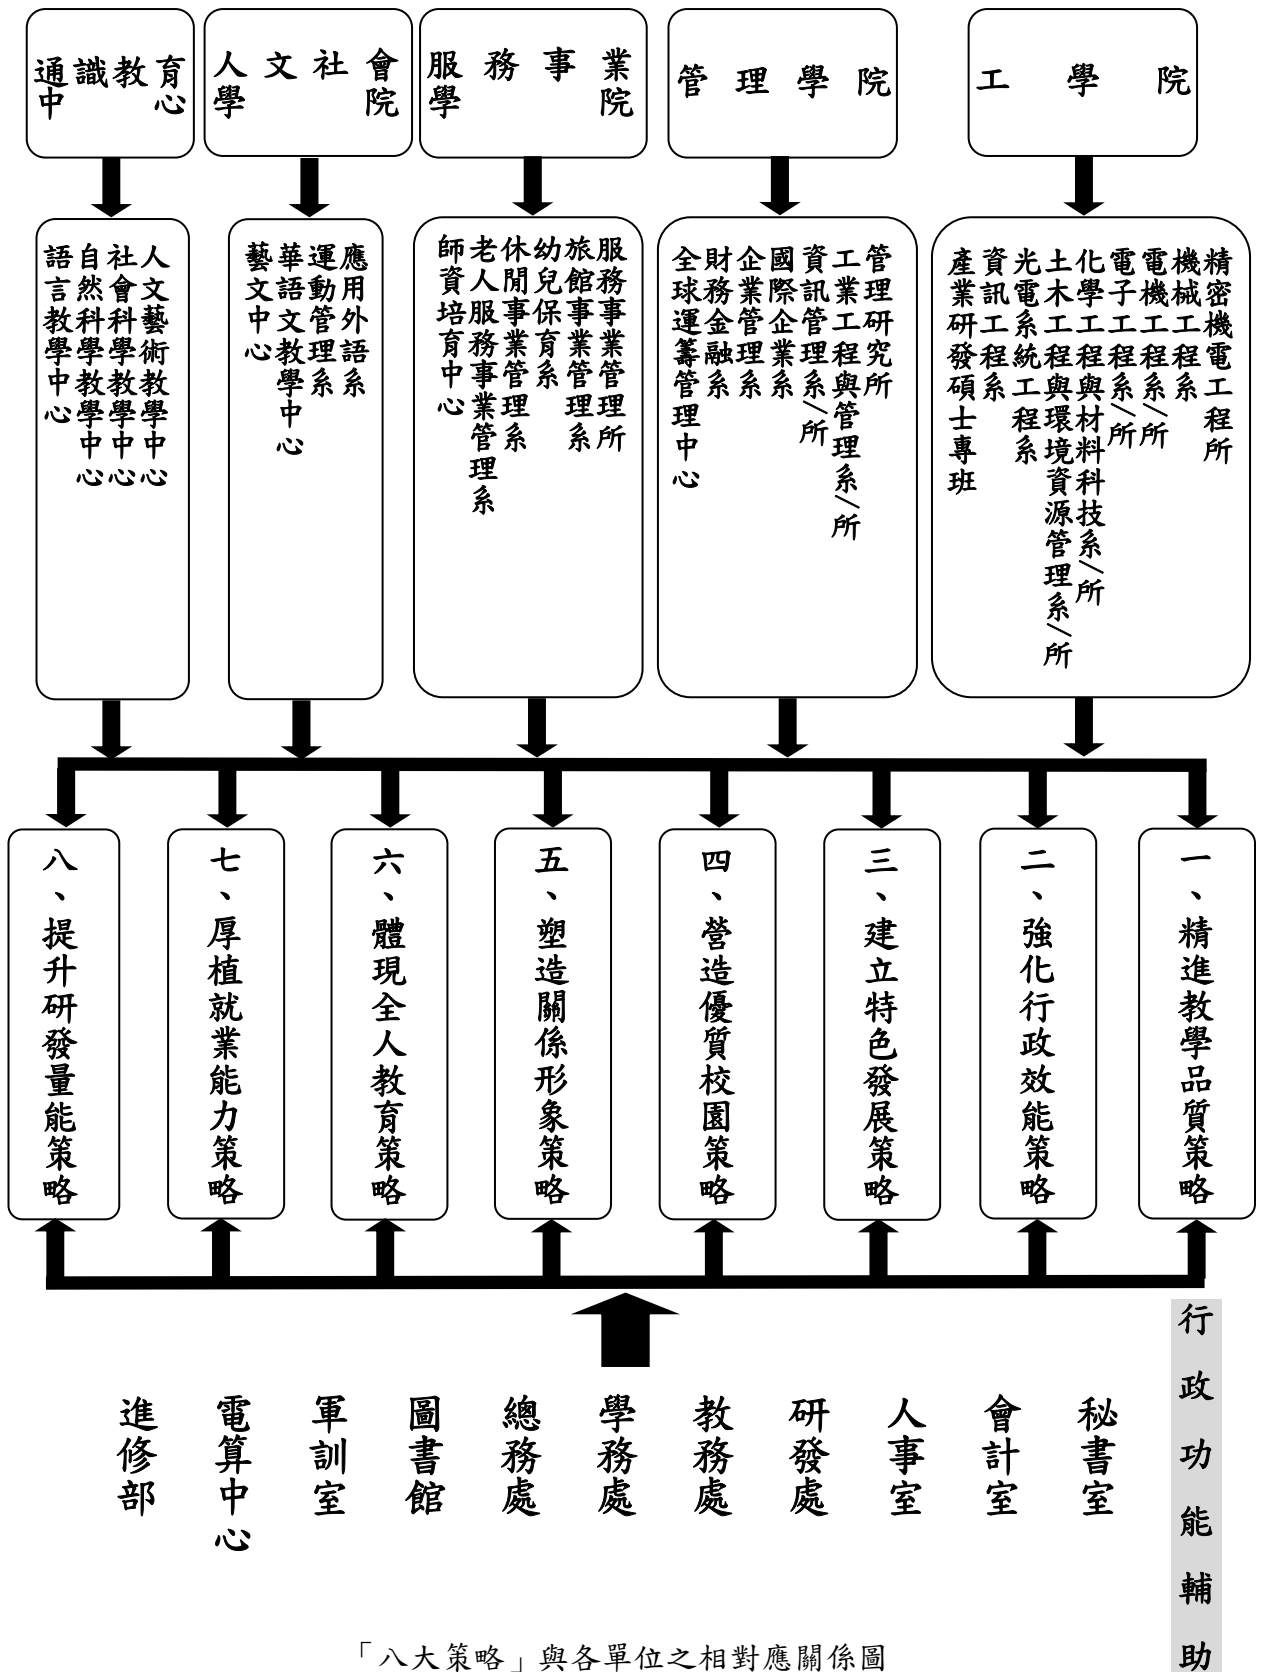 工學院
管理學院
服務事業
學院
人文社會
學院
通識教育
中心
精密機電工程所
機械工程系
電機工程系/所
電子工程系/所
化學工程與材料科技系/所
土木工程與環境資源管理系/所
光電系統工程系
資訊工程系
產業研發碩士專班
管理研究所
工業工程與管理系/所
資訊管理系/所
國際企業系
企業管理系
財務金融系
全球運籌管理中心
服務事業管理所
旅館事業管理系
幼兒保育系
休閒事業管理系
老人服務事業管理系
師資培育中心
應用外語系
運動管理系
華語文教學中心
藝文中心
人文藝術教學中心
社會科學教學中心
自然科學教學中心
語言教學中心
一、精進教學品質策略
二、強化行政效能策略
三、建立特色發展策略
四、營造優質校園策略
五、塑造關係形象策略
六、體現全人教育策略
七、厚植就業能力策略
八、提升研發量能策略
行政功能輔助
秘書室
會計室
人事室
研發處
教務處
學務處
總務處
圖書館
軍訓室
電算中心
進修部
「八大策略」與各單位之相對應關係圖